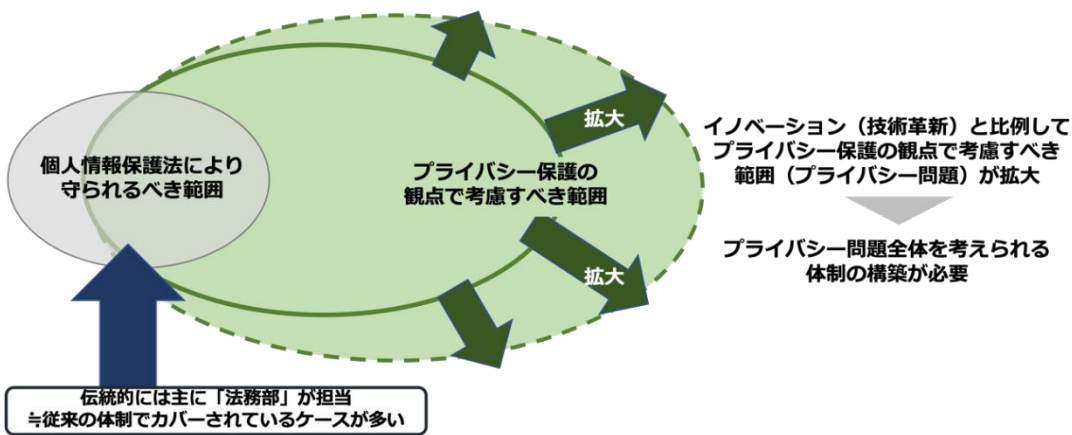 個人情報保護法により
守られるべき範囲
プライバシー保護の
観点で考慮すべき範囲
拡大
拡大
イノベーション（技術革新）と比例して
プライバシー保護の観点で考慮すべき
範囲（プライバシー問題）が拡大
プライバシー問題全体を考えられる
体制の構築が必要
伝統的には主に「法務部」が担当
≒従来の体制でカバーされているケースが多い